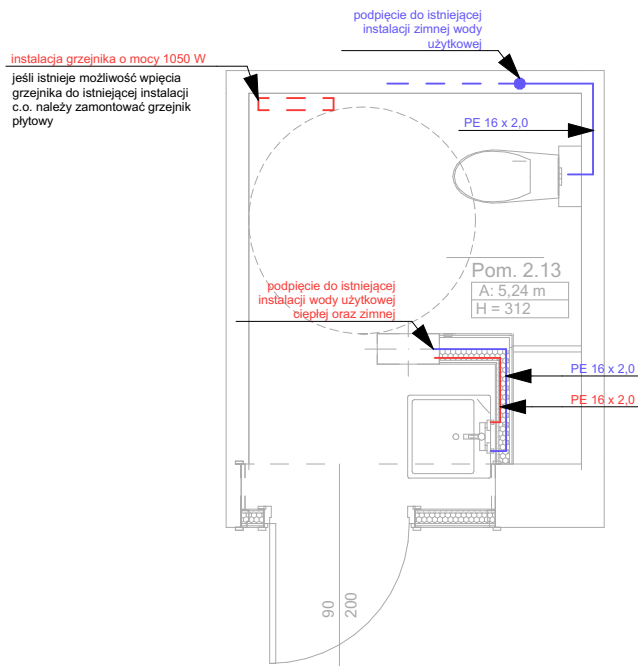 podpięcie do istniejącej
instalacji zimnej wody
użytkowej
instalacja grzejnika o mocy 1050 W
jeśli istnieje możliwość wpięcia
grzejnika do istniejącej instalacji
c.o. należy zamontować grzejnik
płytowy
PE 16 x 2,0
Pom. 2.13
A: 5,24 m
H = 312
podpięcie do istniejącej
instalacji wody użytkowej
ciępłej oraz zimnej
PE 16 x 2,0
PE 16 x 2,0
90
200